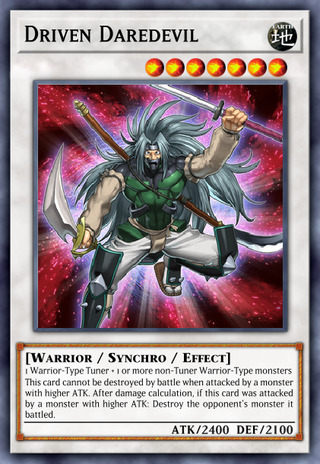 DRIVEN DAREDEVIL
EARTH
地
[WARRIOR / SYNCHRO / EFFECT]
1 Warrior-Type Tuner + 1 or more non-Tuner Warrior-Type monsters
This card cannot be destroyed by battle when attacked by a monster
with higher ATK. After damage calculation, if this card was attacked
by a monster with higher ATK: Destroy the opponent's monster it
battled.
ATK/2400 DEF/2100